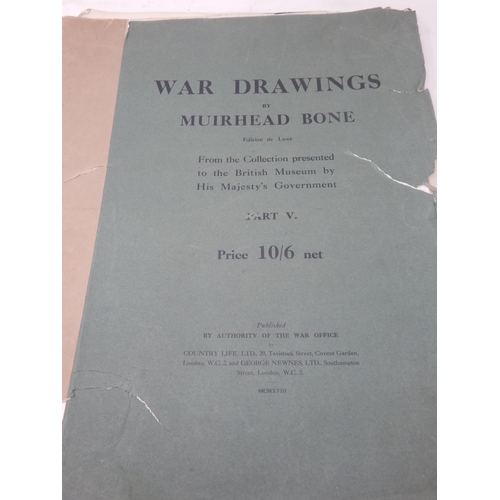 WAR DRAWINGS
BY
MUIRHEAD BONE
Edition de Luxe
From the Collection presented
to the British Museum by
His Majesty's Government
PART V.
Price 10/6 net
Published
BY AUTHORITY OF THE WAR OFFICE
by
COUNTRY LIFE, LTD., 20, Tavistock Street, Covent Garden,
London, W.C.2, and GEORGE NEWNES, LTD., Southampton
Street, London, W.C.2.
MCMXVIII